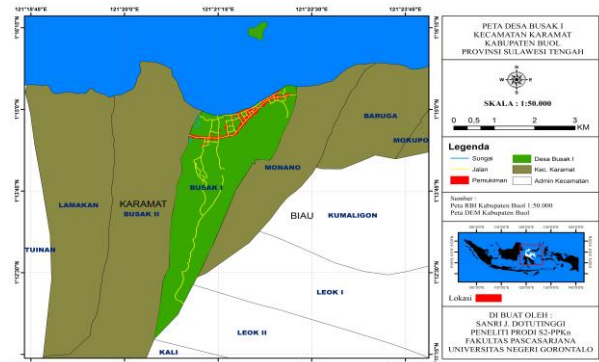 121°18'45"E
121°20'0"E
121°21'15"E
121°22'30"E
121°23'45"E
BARUGA
MOKUPO
MONANO
BUSAK I
KARAMAT
BUSAK II
LAMAKAN
BIAU
KUMALIGON
TUINAN
LEOK I
LEOK II
KALI
PETA DESA BUSAK I
KECAMATAN KARAMAT
KABUPATEN BUOL
PROVINSI SULAWESI TENGAH
SKALA : 1:50.000
0 0,5 1 2 3
KM
Legenda
Sungai
Jalan
Pemukiman
Desa Busak I
Kec. Karamat
Admin Kecamatan
Sumber :
Peta RBI Kabupaten Buol 1:50.000
Peta DEM Kabupaten Buol
Lokasi
DI BUAT OLEH :
SANRI J. DOTUTINGGI
PENELITI PRODI S2-PPKn
FAKULTAS PASCASARJANA
UNIVERSITAS NEGERI GORONTALO